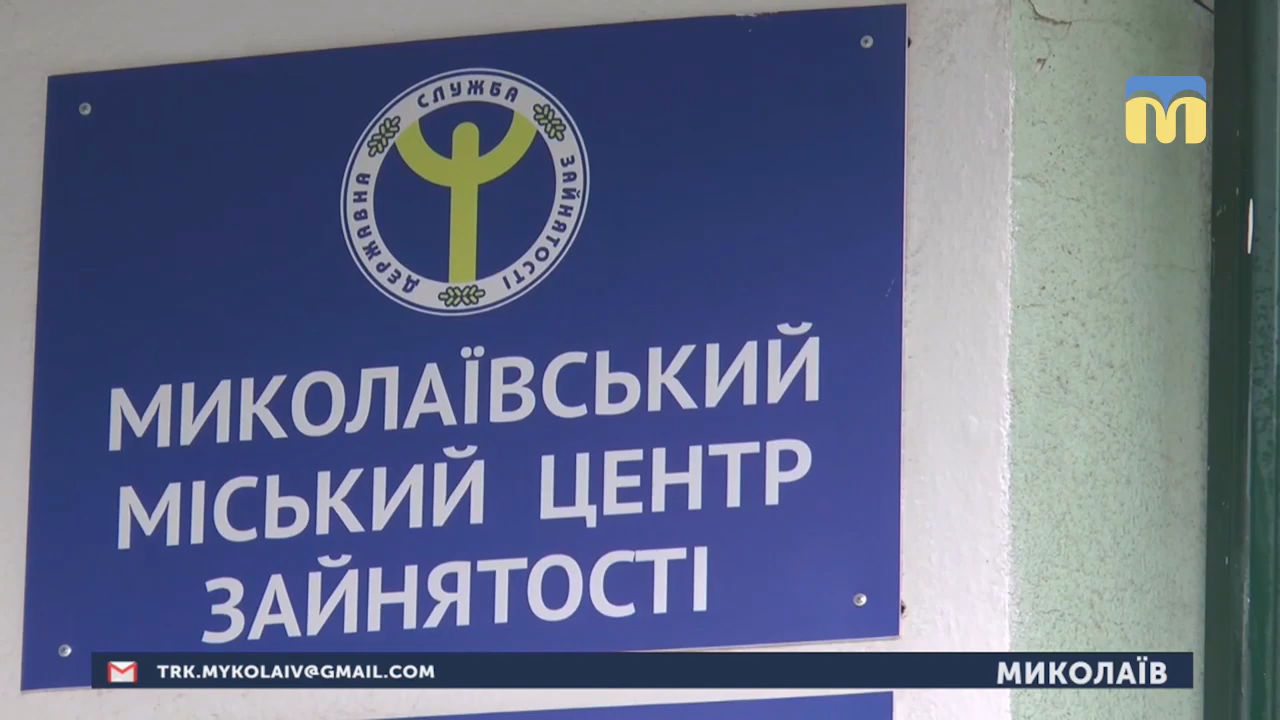 ДЕРЖАВНА СЛУЖБА ЗАЙНЯТОСТІ
М
МИКОЛАЇВСЬКИЙ
МІСЬКИЙ ЦЕНТР
ЗАЙНЯТОСТІ
TRK.MYKOLAIV@GMAIL.COM
МИКОЛАЇВ